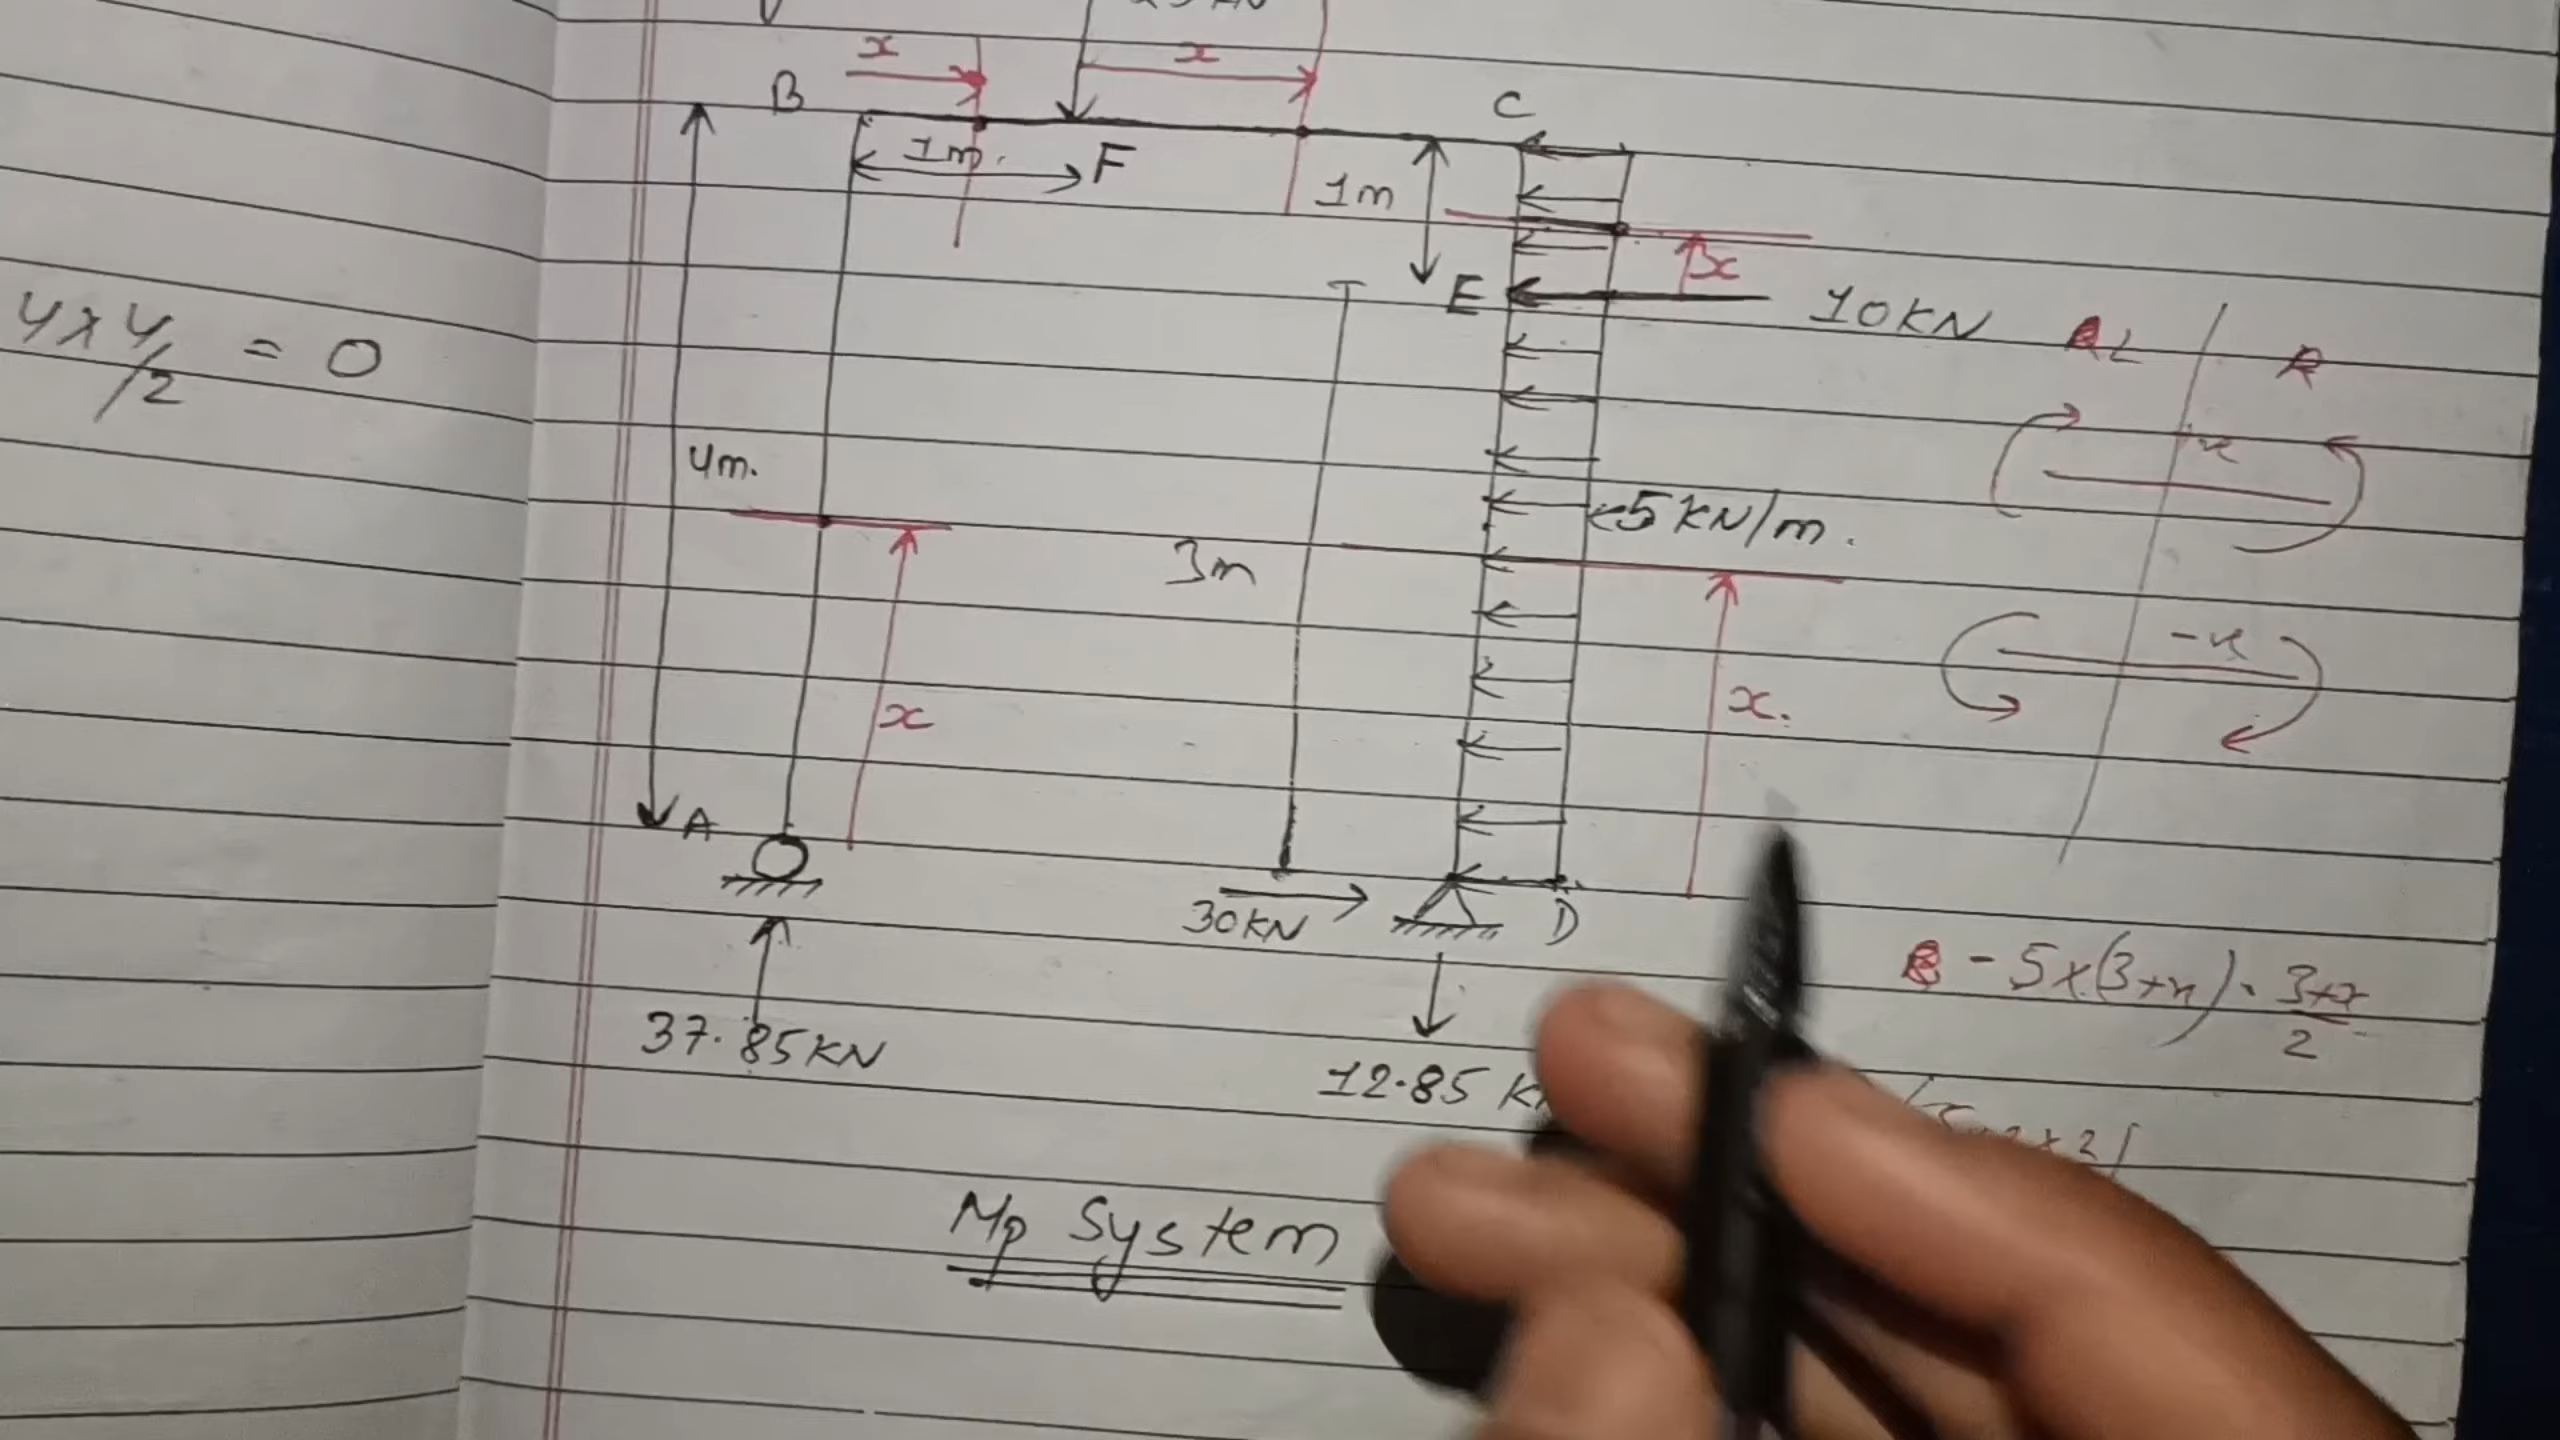 x
x
B
C
1m.
F
1m
x
E
10KN
L
R
4x4/2 = 0
x
4m.
5KN/m.
3m
-x
x
x.
A
30KN
D
- 5x(3+x) . 3+x/2
37.85KN
12.85 K
Mp System